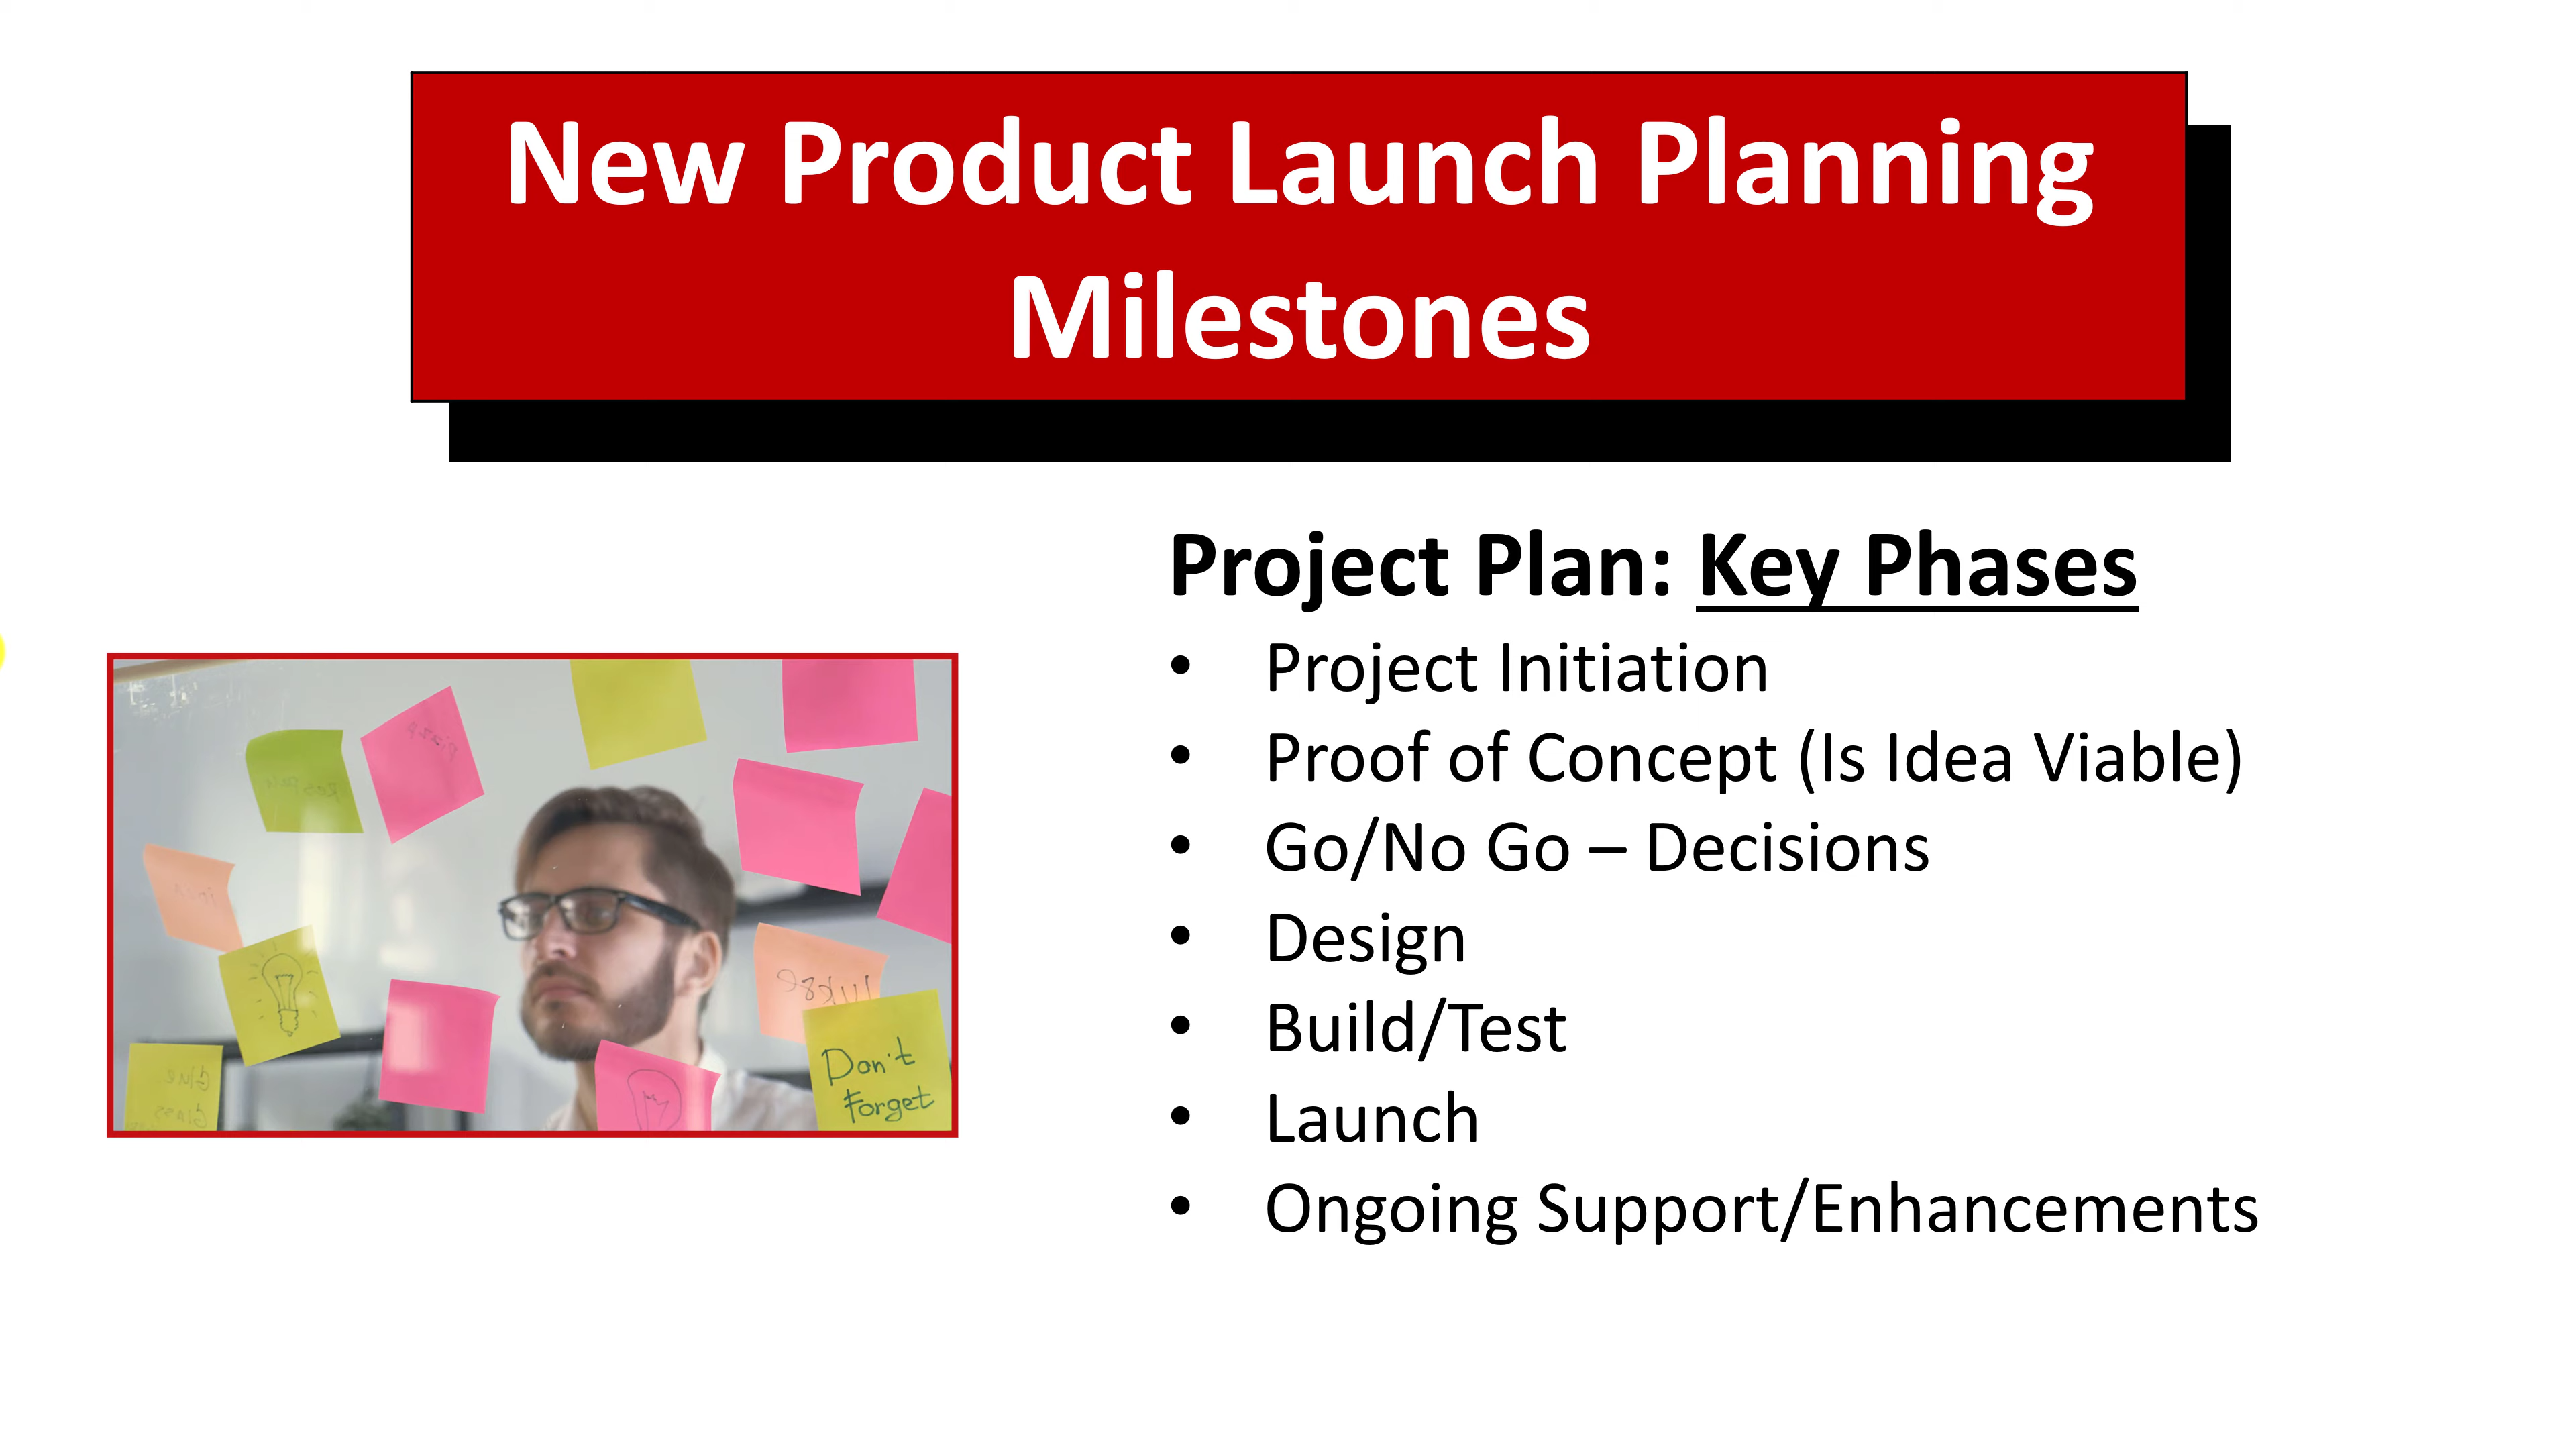 New Product Launch Planning
Milestones
Project Plan: Key Phases
• Project Initiation
• Proof of Concept (Is Idea Viable)
• Go/No Go – Decisions
• Design
• Build/Test
• Launch
• Ongoing Support/Enhancements
Don't
Forget